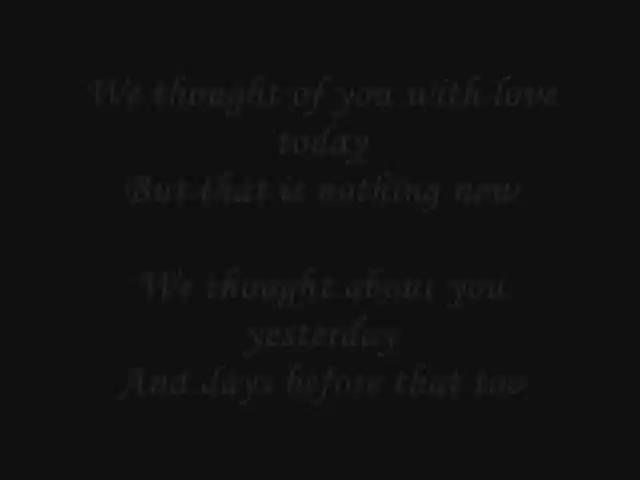 We thought of you with love
today
But that is nothing new
We thought about you
yesterday
And days before that too